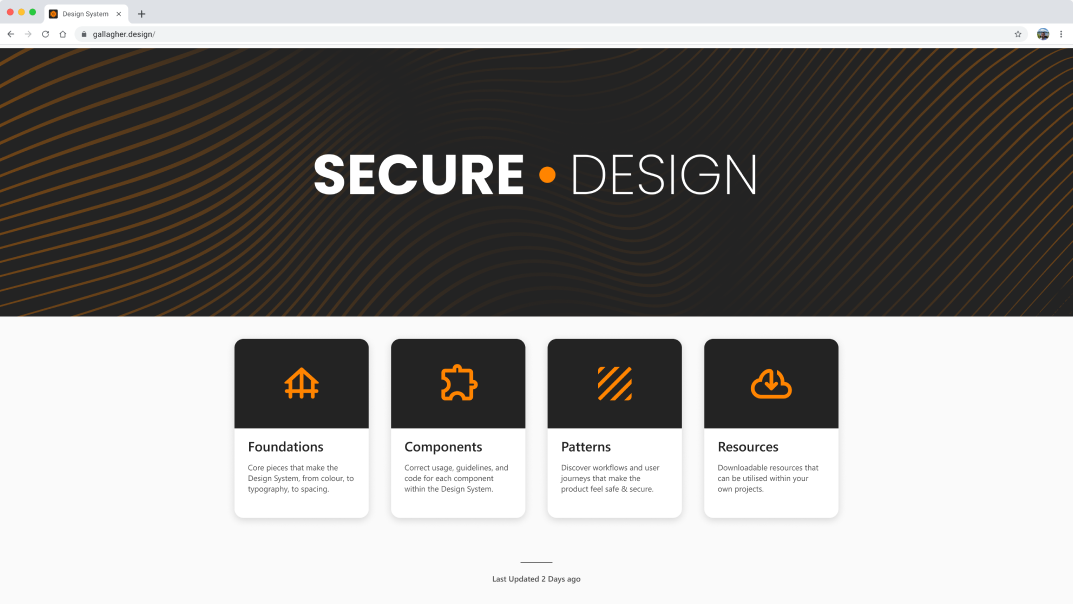 Design System
gallagher.design/
SECURE • DESIGN
Foundations
Core pieces that make the
Design System, from colour, to
typography, to spacing.
Components
Correct usage, guidelines, and
code for each component
within the Design System.
Patterns
Discover workflows and user
journeys that make the
product feel safe & secure.
Resources
Downloadable resources that
can be utilised within your
own projects.
Last Updated 2 Days ago